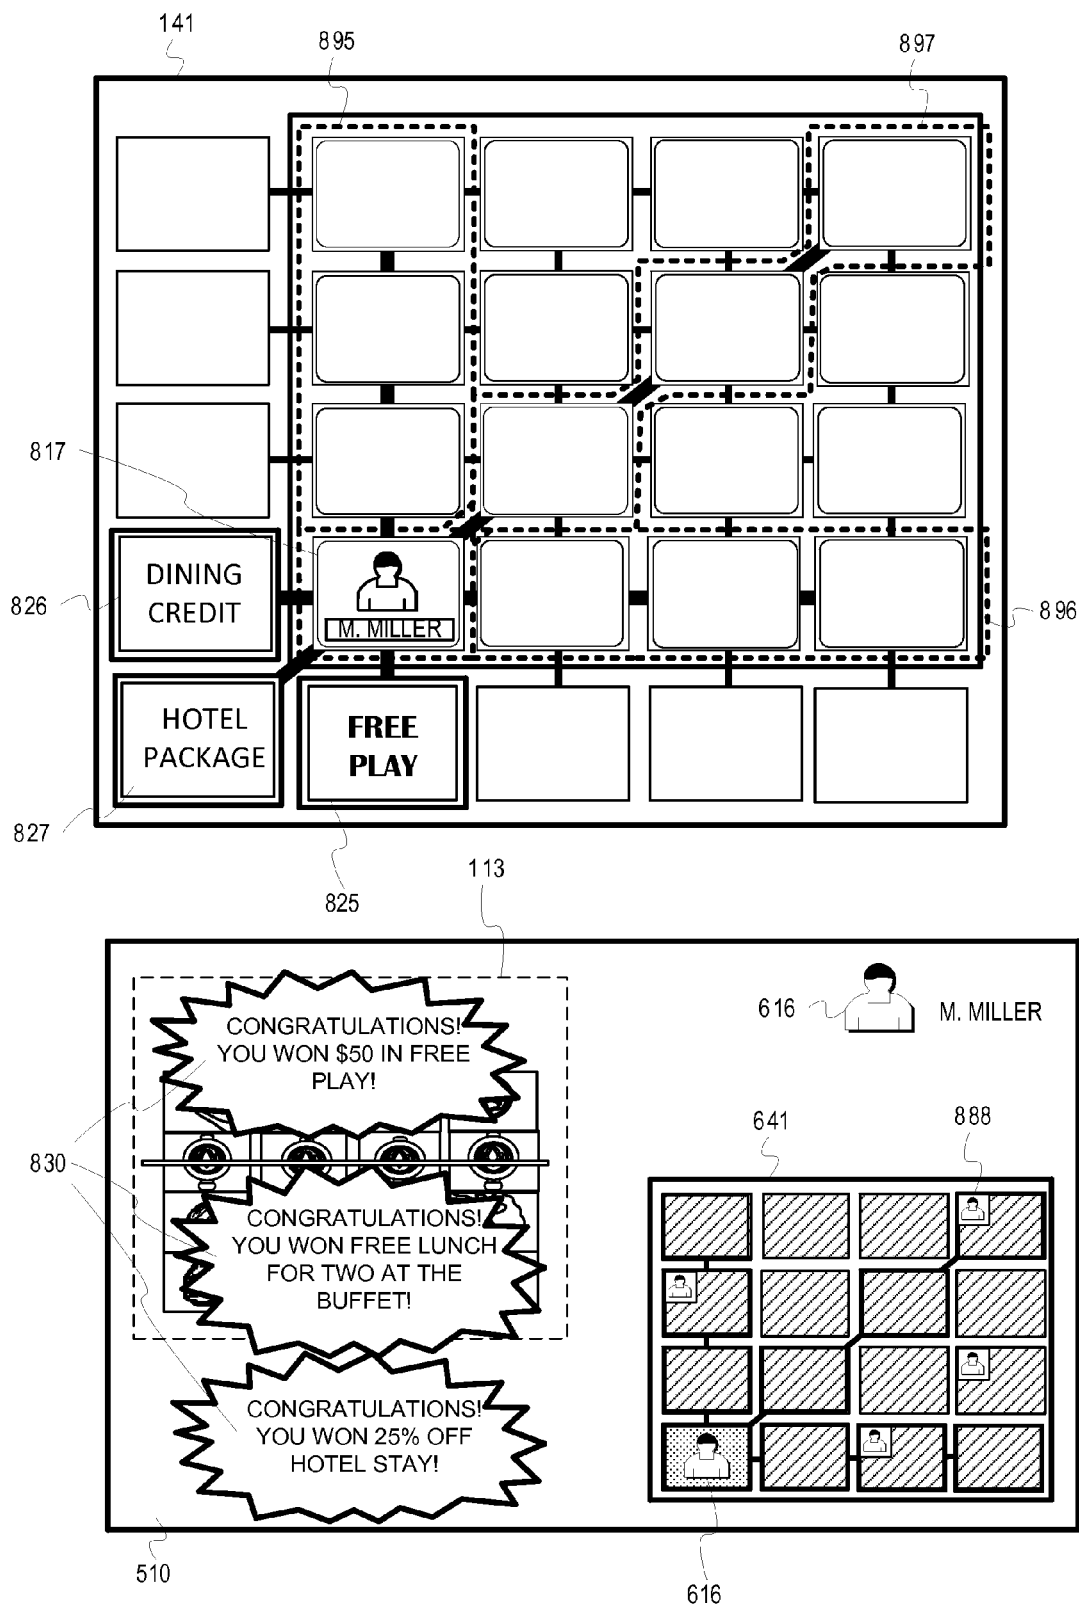 141
895
897
817
DINING
CREDIT
826
M. MILLER
896
HOTEL
PACKAGE
FREE
PLAY
827
825
113
CONGRATULATIONS!
YOU WON $50 IN FREE
PLAY!
616
M. MILLER
830
641
888
CONGRATULATIONS!
YOU WON FREE LUNCH
FOR TWO AT THE
BUFFET!
CONGRATULATIONS!
YOU WON 25% OFF
HOTEL STAY!
510
616